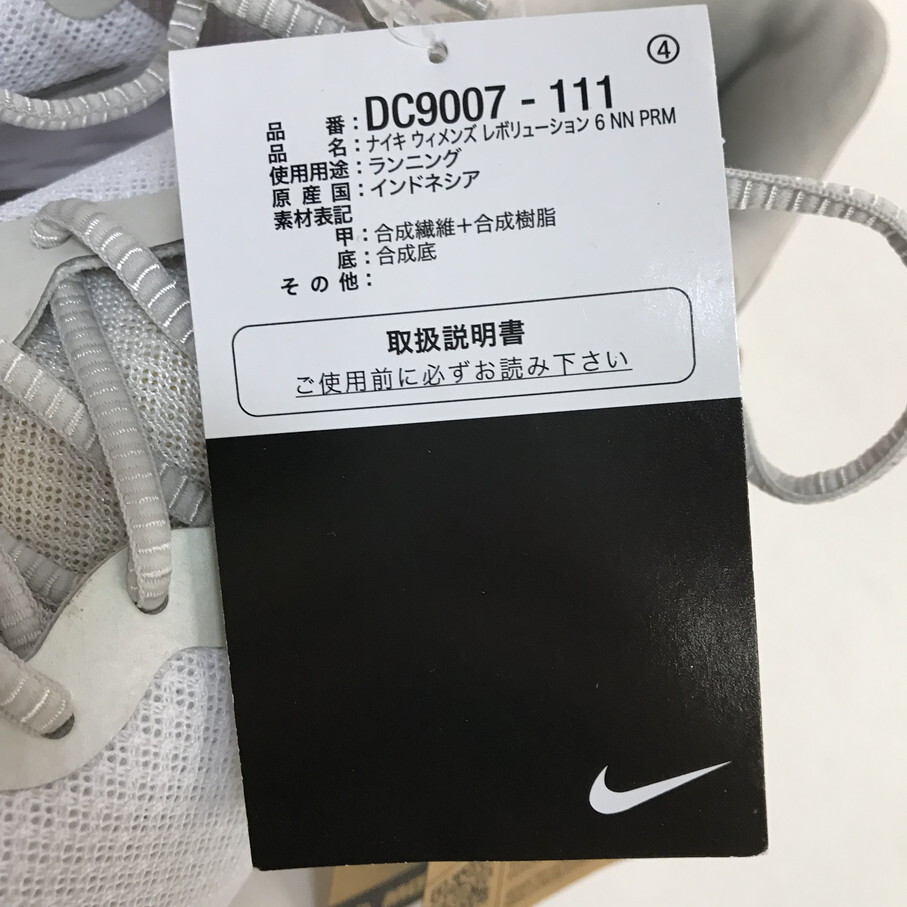 ④
品番:DC9007 - 111
品名:ナイキ ウィメンズ レボリューション 6 NN PRM
使用用途:ランニング
原産国:インドネシア
素材表記
甲:合成繊維+合成樹脂
底:合成底
その他:
取扱説明書
ご使用前に必ずお読み下さい